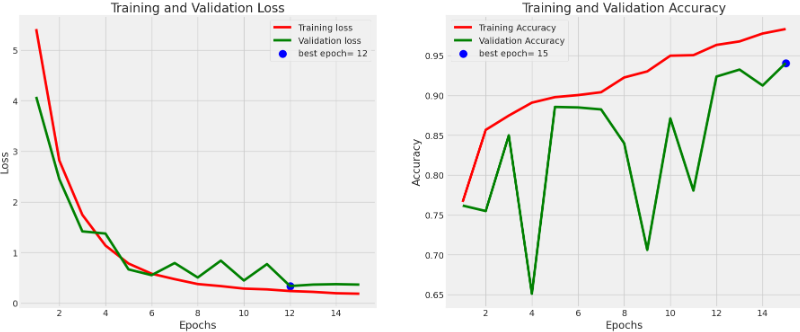 Training and Validation Loss
Training loss
Validation loss
best epoch= 12
Loss
5
4
3
2
1
0
2 4 6 8 10 12 14
Epochs
Training and Validation Accuracy
Training Accuracy
Validation Accuracy
best epoch= 15
Accuracy
0.95
0.90
0.85
0.80
0.75
0.70
0.65
2 4 6 8 10 12 14
Epochs